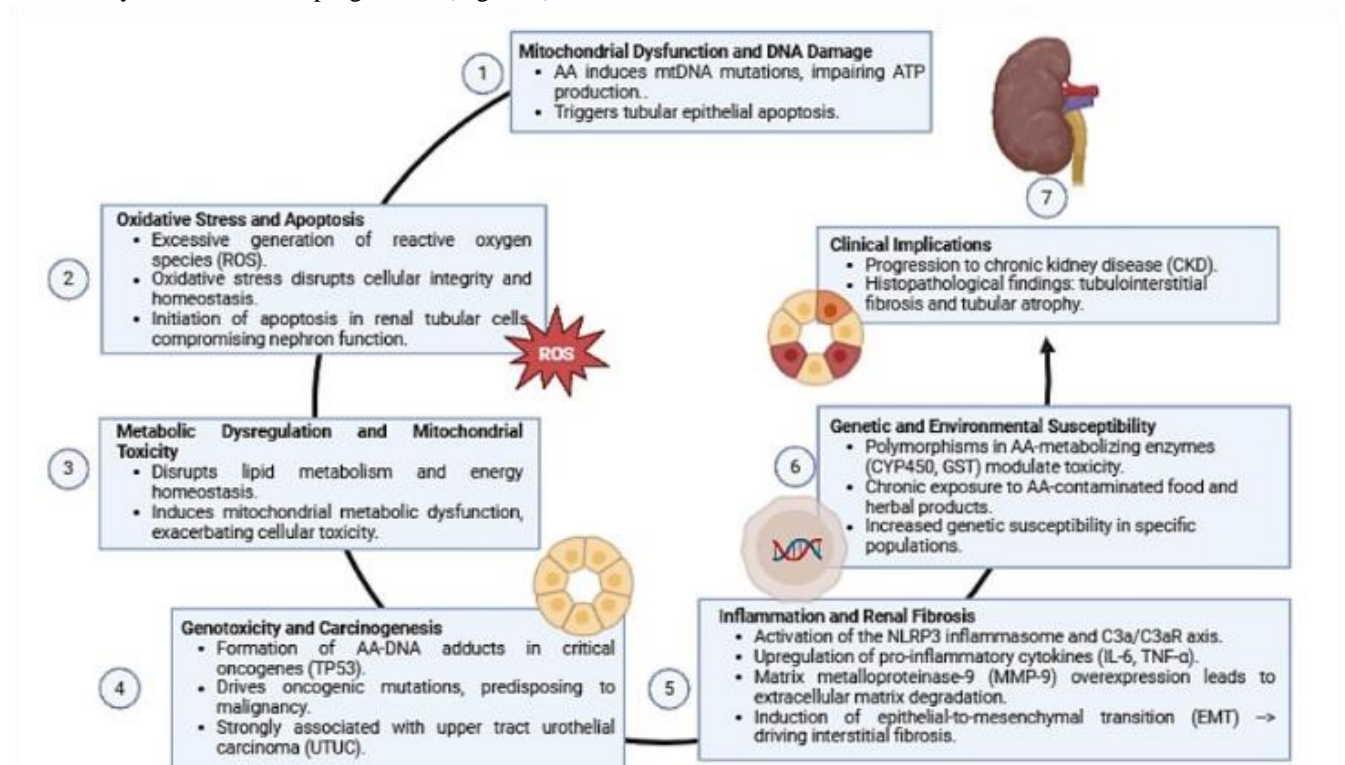 1
Mitochondrial Dysfunction and DNA Damage
• AA induces mtDNA mutations, impairing ATP
production..
• Triggers tubular epithelial apoptosis.
2
Oxidative Stress and Apoptosis
• Excessive generation of reactive oxygen
species (ROS).
• Oxidative stress disrupts cellular integrity and
homeostasis.
• Initiation of apoptosis in renal tubular cells
compromising nephron function.
ROS
3
Metabolic Dysregulation and Mitochondrial
Toxicity
• Disrupts lipid metabolism and energy
homeostasis.
• Induces mitochondrial metabolic dysfunction,
exacerbating cellular toxicity.
4
Genotoxicity and Carcinogenesis
• Formation of AA-DNA adducts in critical
oncogenes (TP53).
• Drives oncogenic mutations, predisposing to
malignancy.
• Strongly associated with upper tract urothelial
carcinoma (UTUC).
5
Inflammation and Renal Fibrosis
• Activation of the NLRP3 inflammasome and C3a/C3aR axis.
• Upregulation of pro-inflammatory cytokines (IL-6, TNF-α).
• Matrix metalloproteinase-9 (MMP-9) overexpression leads to
extracellular matrix degradation.
• Induction of epithelial-to-mesenchymal transition (EMT) –>
driving interstitial fibrosis.
6
Genetic and Environmental Susceptibility
• Polymorphisms in AA-metabolizing enzymes
(CYP450, GST) modulate toxicity.
• Chronic exposure to AA-contaminated food and
herbal products.
• Increased genetic susceptibility in specific
populations.
7
Clinical Implications
• Progression to chronic kidney disease (CKD).
• Histopathological findings: tubulointerstitial
fibrosis and tubular atrophy.